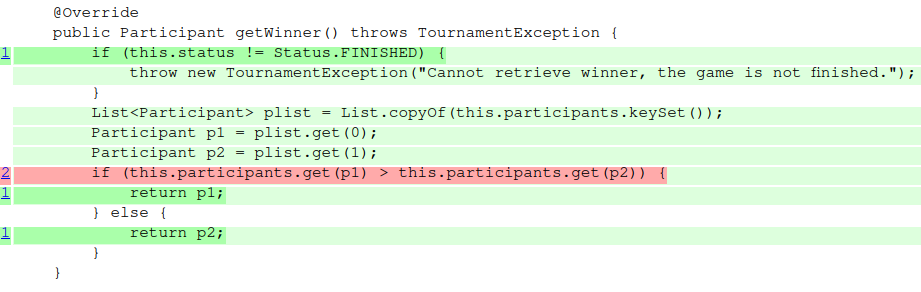 @Override
public Participant getWinner() throws TournamentException {
1 if (this.status != Status.FINISHED) {
throw new TournamentException("Cannot retrieve winner, the game is not finished.");
}
List<Participant> plist = List.copyOf(this.participants.keySet());
Participant p1 = plist.get(0);
Participant p2 = plist.get(1);
2 if (this.participants.get(p1) > this.participants.get(p2)) {
1 return p1;
} else {
1 return p2;
}
}